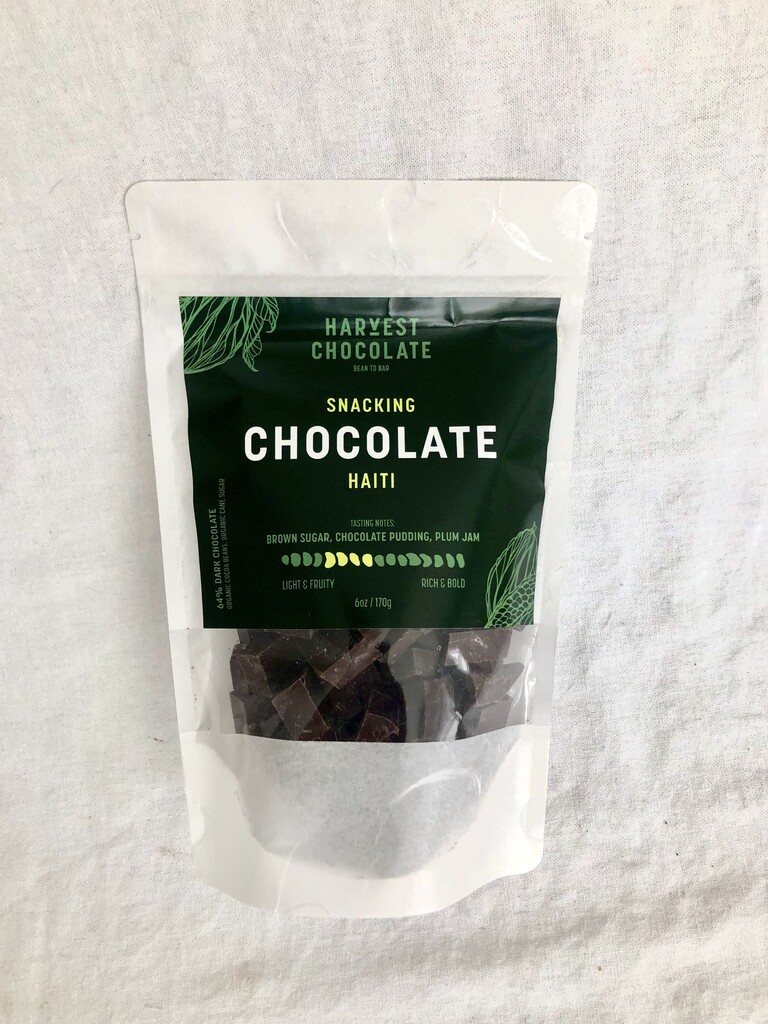 HARVEST
CHOCOLATE
BEAN TO BAR
SNACKING
CHOCOLATE
HAITI
TASTING NOTES:
BROWN SUGAR, CHOCOLATE PUDDING, PLUM JAM
LIGHT & FRUITY
RICH & BOLD
6oz / 170g
64% DARK CHOCOLATE
ORGANIC COCOA BEANS, ORGANIC CANE SUGAR